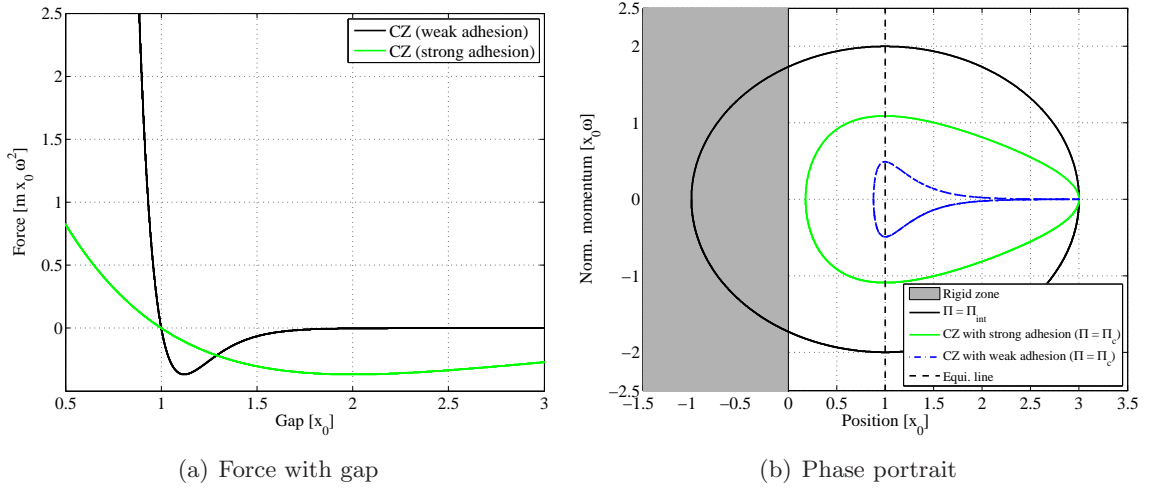 2.5
2
1.5
1
0.5
0
0.5
1
1.5
2
2.5
3
Force [m x₀ ω²]
Gap [x₀]
CZ (weak adhesion)
CZ (strong adhesion)
(a) Force with gap
2.5
2
1
0
−1
−2
−2.5
−1.5
−1
−0.5
0
0.5
1
1.5
2
2.5
3
3.5
Norm. momentum [x₀ω]
Position [x₀]
Rigid zone
Π = Π_int
CZ with strong adhesion (Π = Π_c)
CZ with weak adhesion (Π = Π_c)
Equi. line
(b) Phase portrait